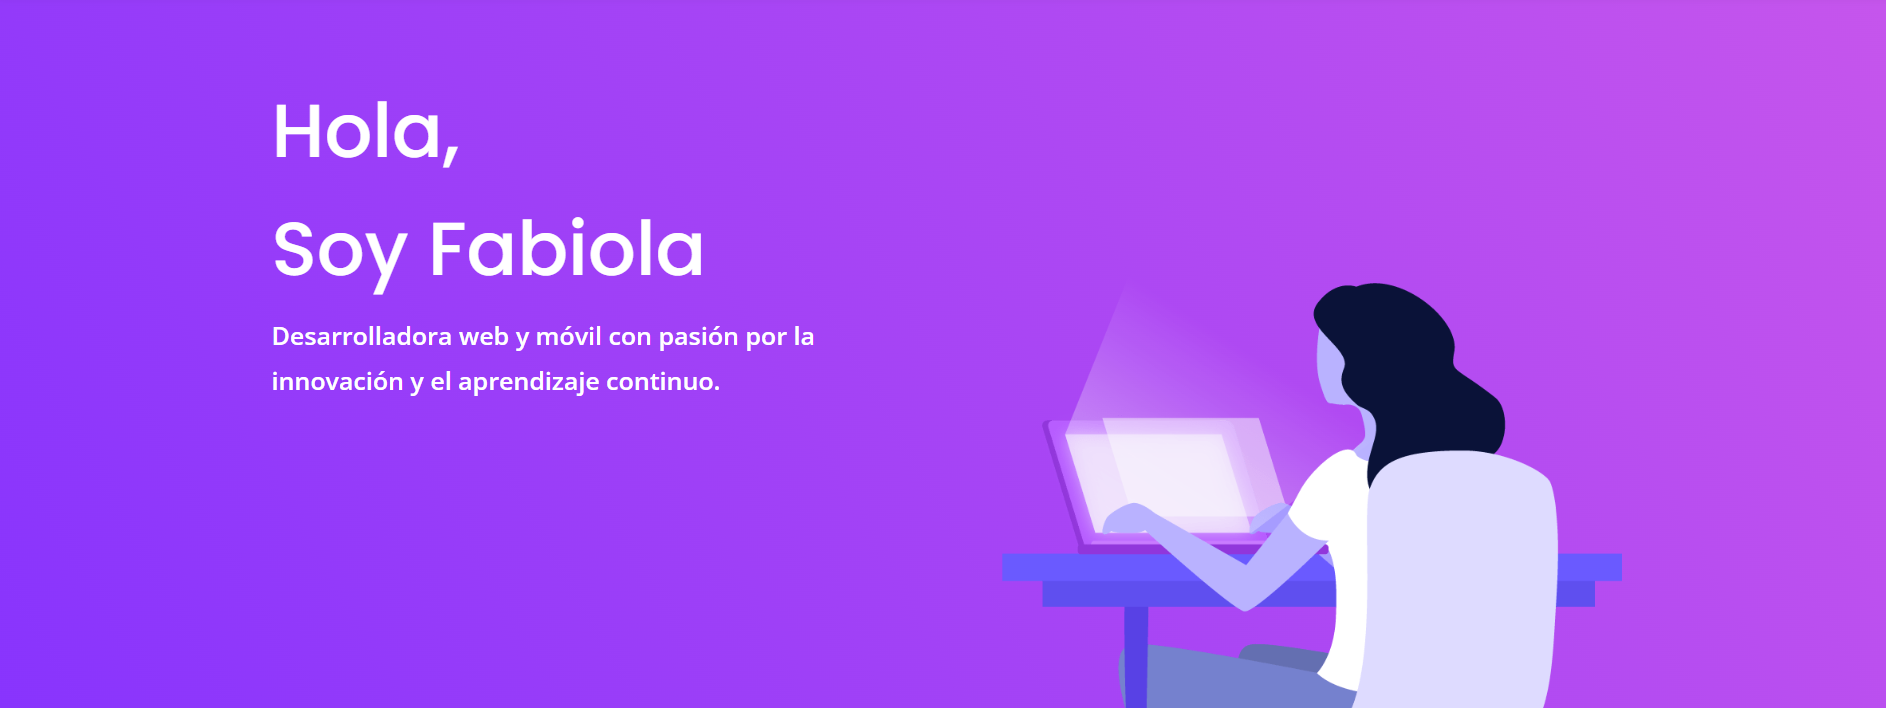 Hola,
Soy Fabiola
Desarrolladora web y móvil con pasión por la
innovación y el aprendizaje continuo.